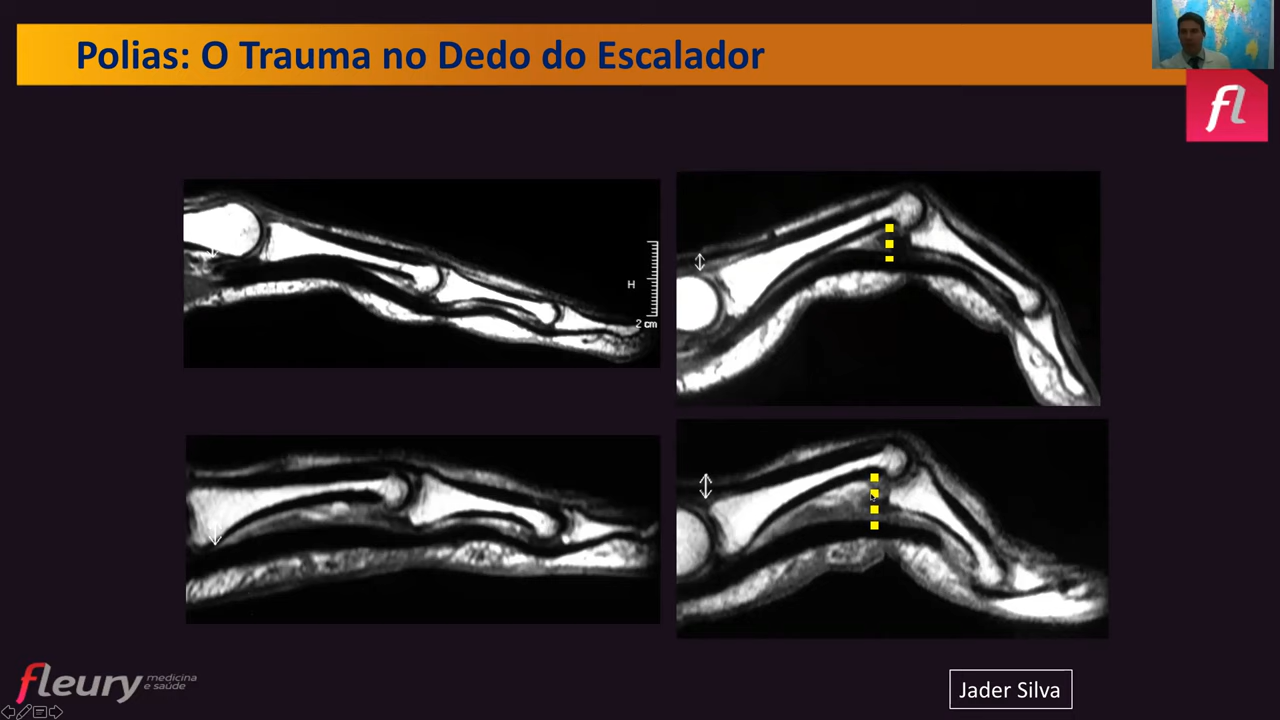 Polias: O Trauma no Dedo do Escalador
fl
H
2 cm
fleury medicina
e saúde
Jader Silva